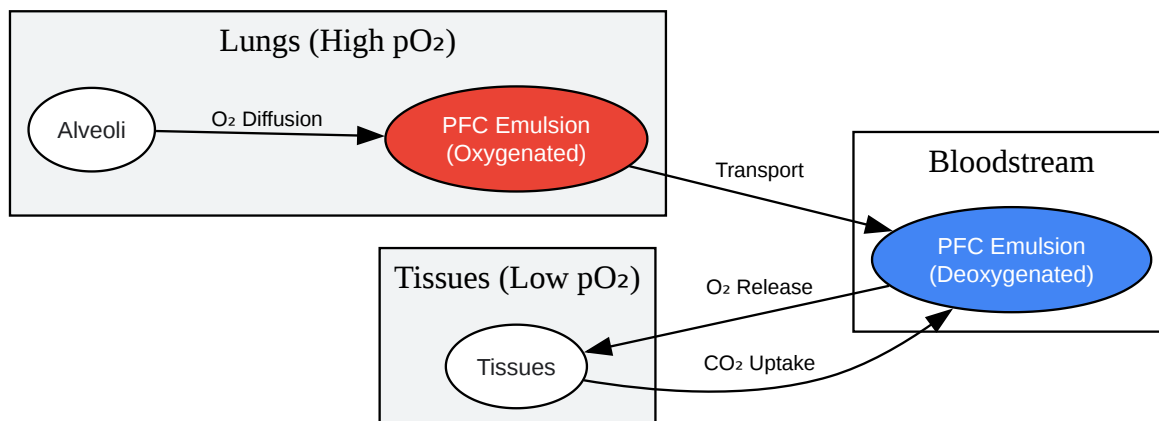 Lungs (High pO₂)
Alveoli
O₂ Diffusion
PFC Emulsion
(Oxygenated)
Transport
Bloodstream
PFC Emulsion
(Deoxygenated)
Tissues (Low pO₂)
O₂ Release
Tissues
CO₂ Uptake